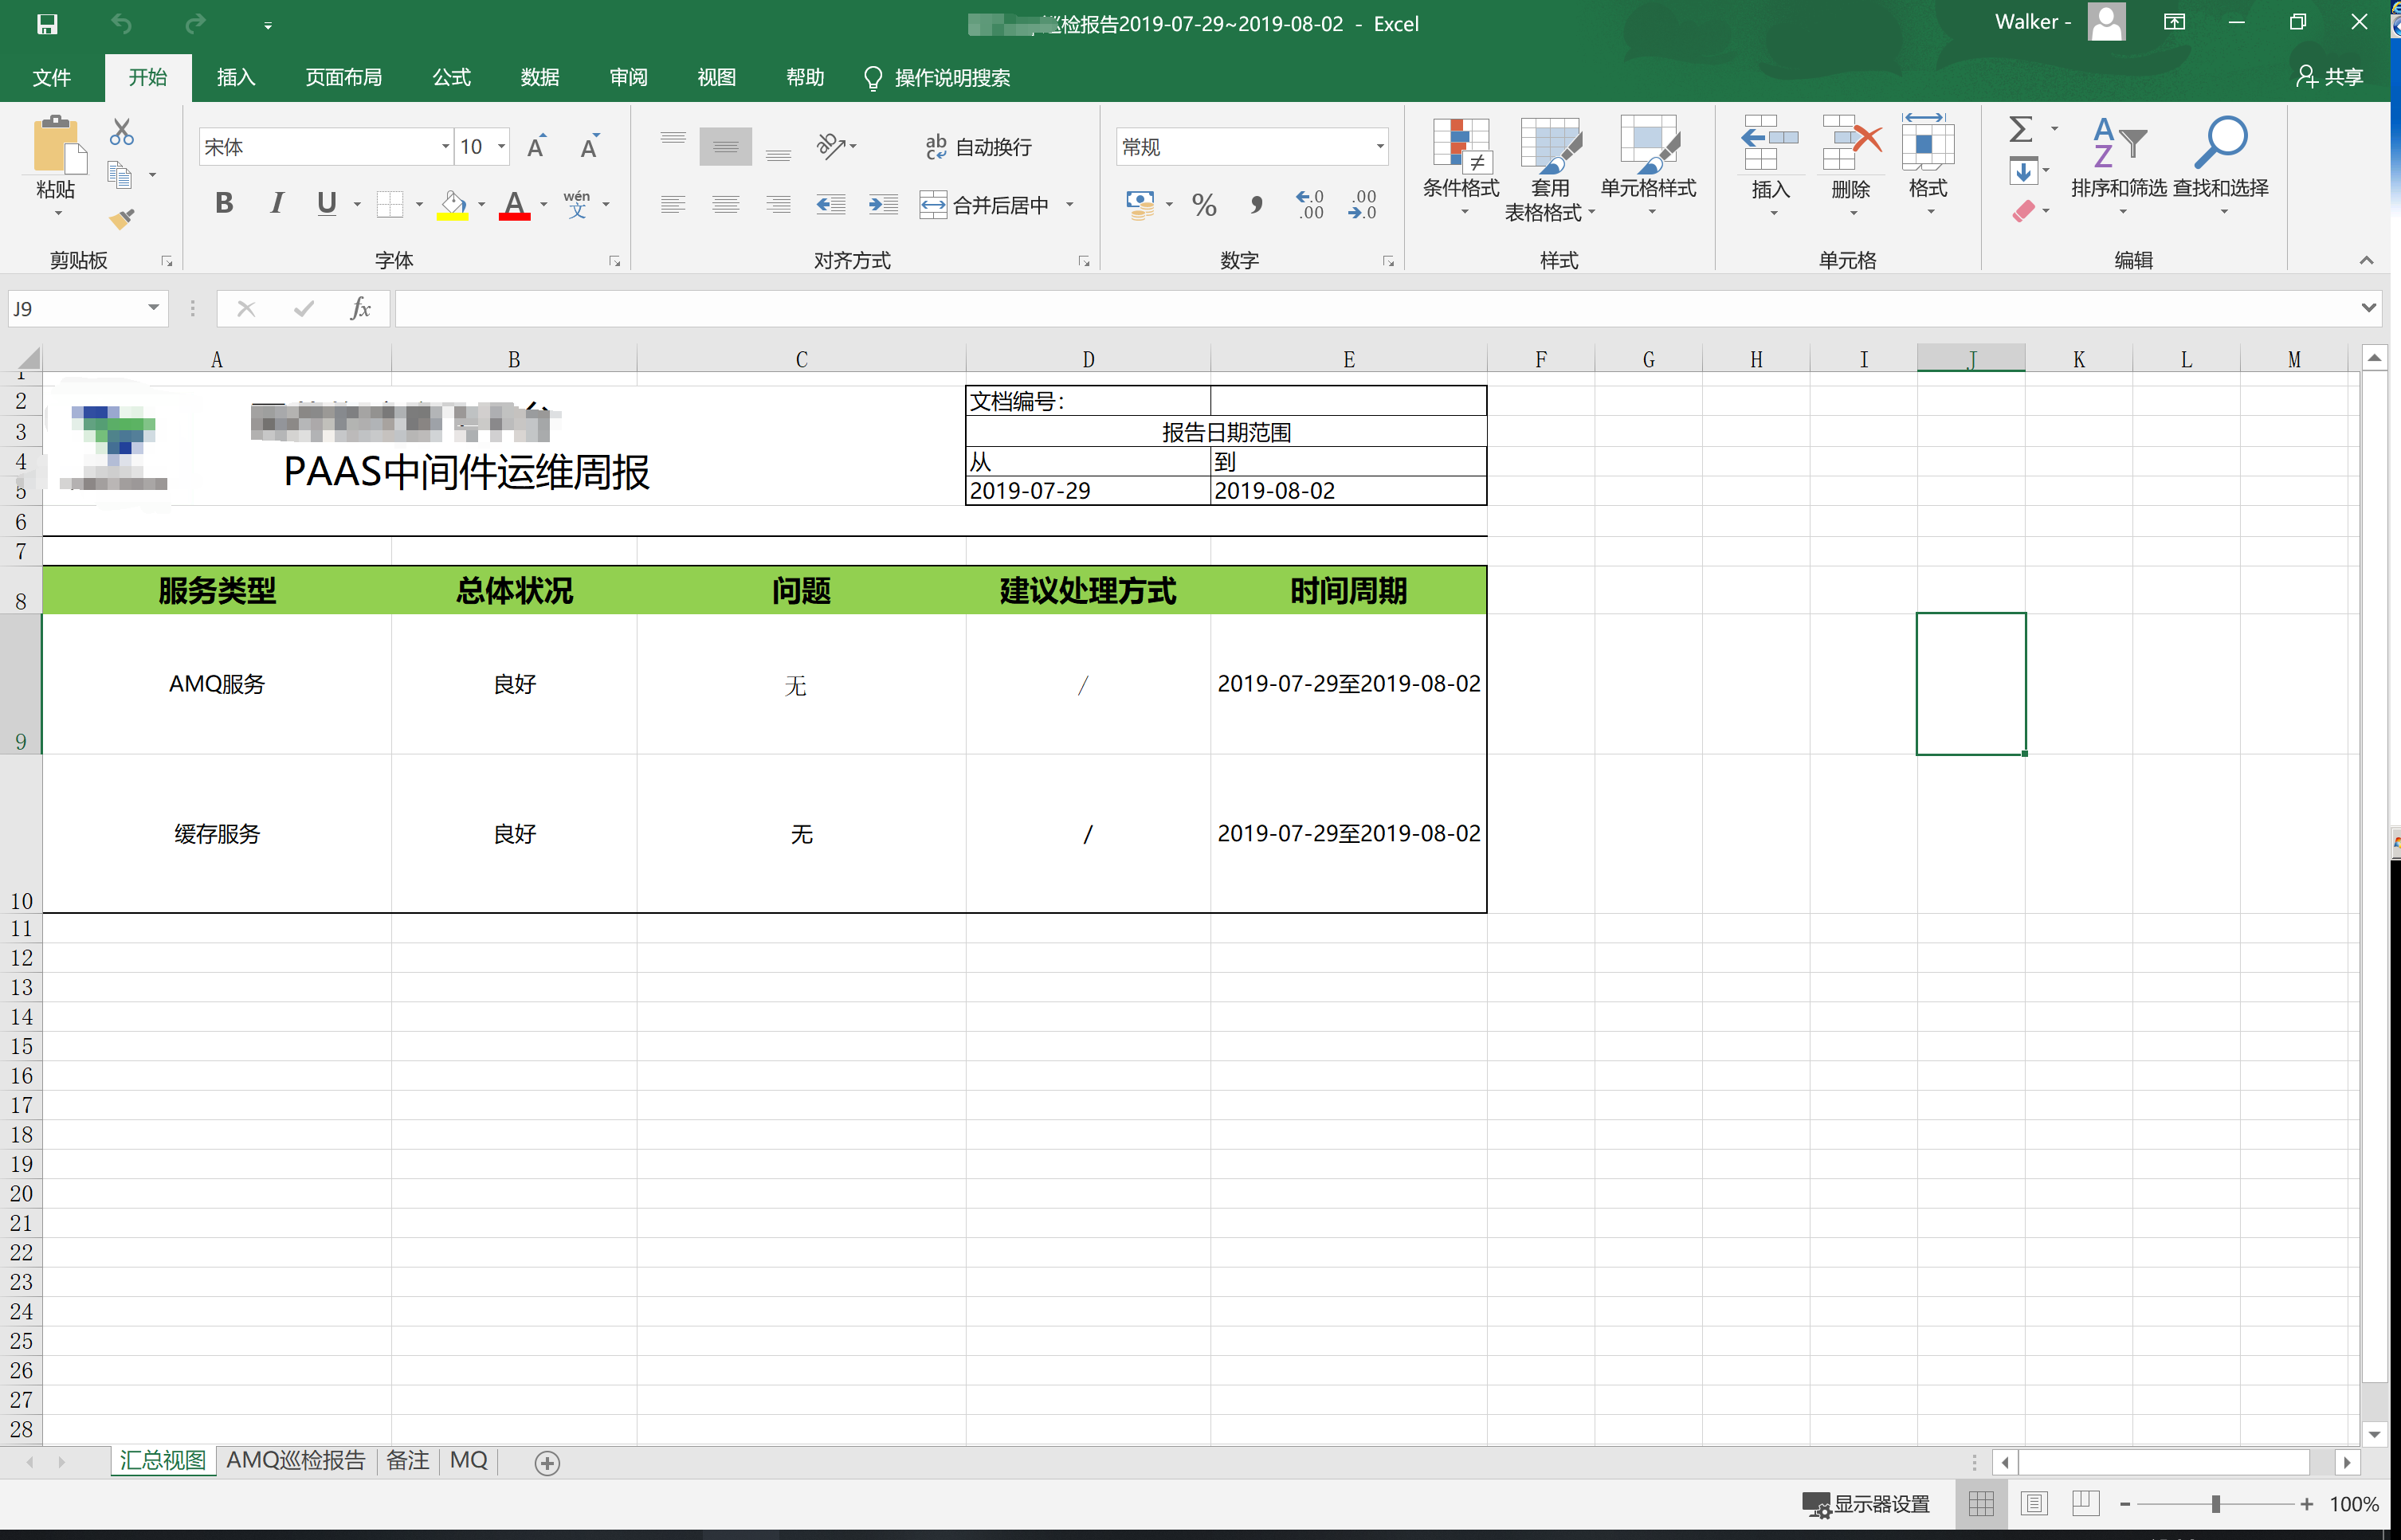 巡检报告2019-07-29~2019-08-02 - Excel
Walker -
文件 开始 插入 页面布局 公式 数据 审阅 视图 帮助 操作说明搜索 共享
宋体 10 A A ab c 自动换行 常规
粘贴 B I U A wén 文 合并后居中 % .0 .00 .00 .0 条件格式 套用 表格格式 单元格样式 插入 删除 格式 排序和筛选 查找和选择
剪贴板 字体 对齐方式 数字 样式 单元格 编辑
J9 fx
A B C D E F G H I J K L M
1
2 文档编号:
3 报告日期范围
4 PAAS中间件运维周报 从 到
5 2019-07-29 2019-08-02
6
7
8 服务类型 总体状况 问题 建议处理方式 时间周期
9 AMQ服务 良好 无 / 2019-07-29至2019-08-02
10 缓存服务 良好 无 / 2019-07-29至2019-08-02
11
12
13
14
15
16
17
18
19
20
21
22
23
24
25
26
27
28
汇总视图 AMQ巡检报告 备注 MQ
显示器设置 100%